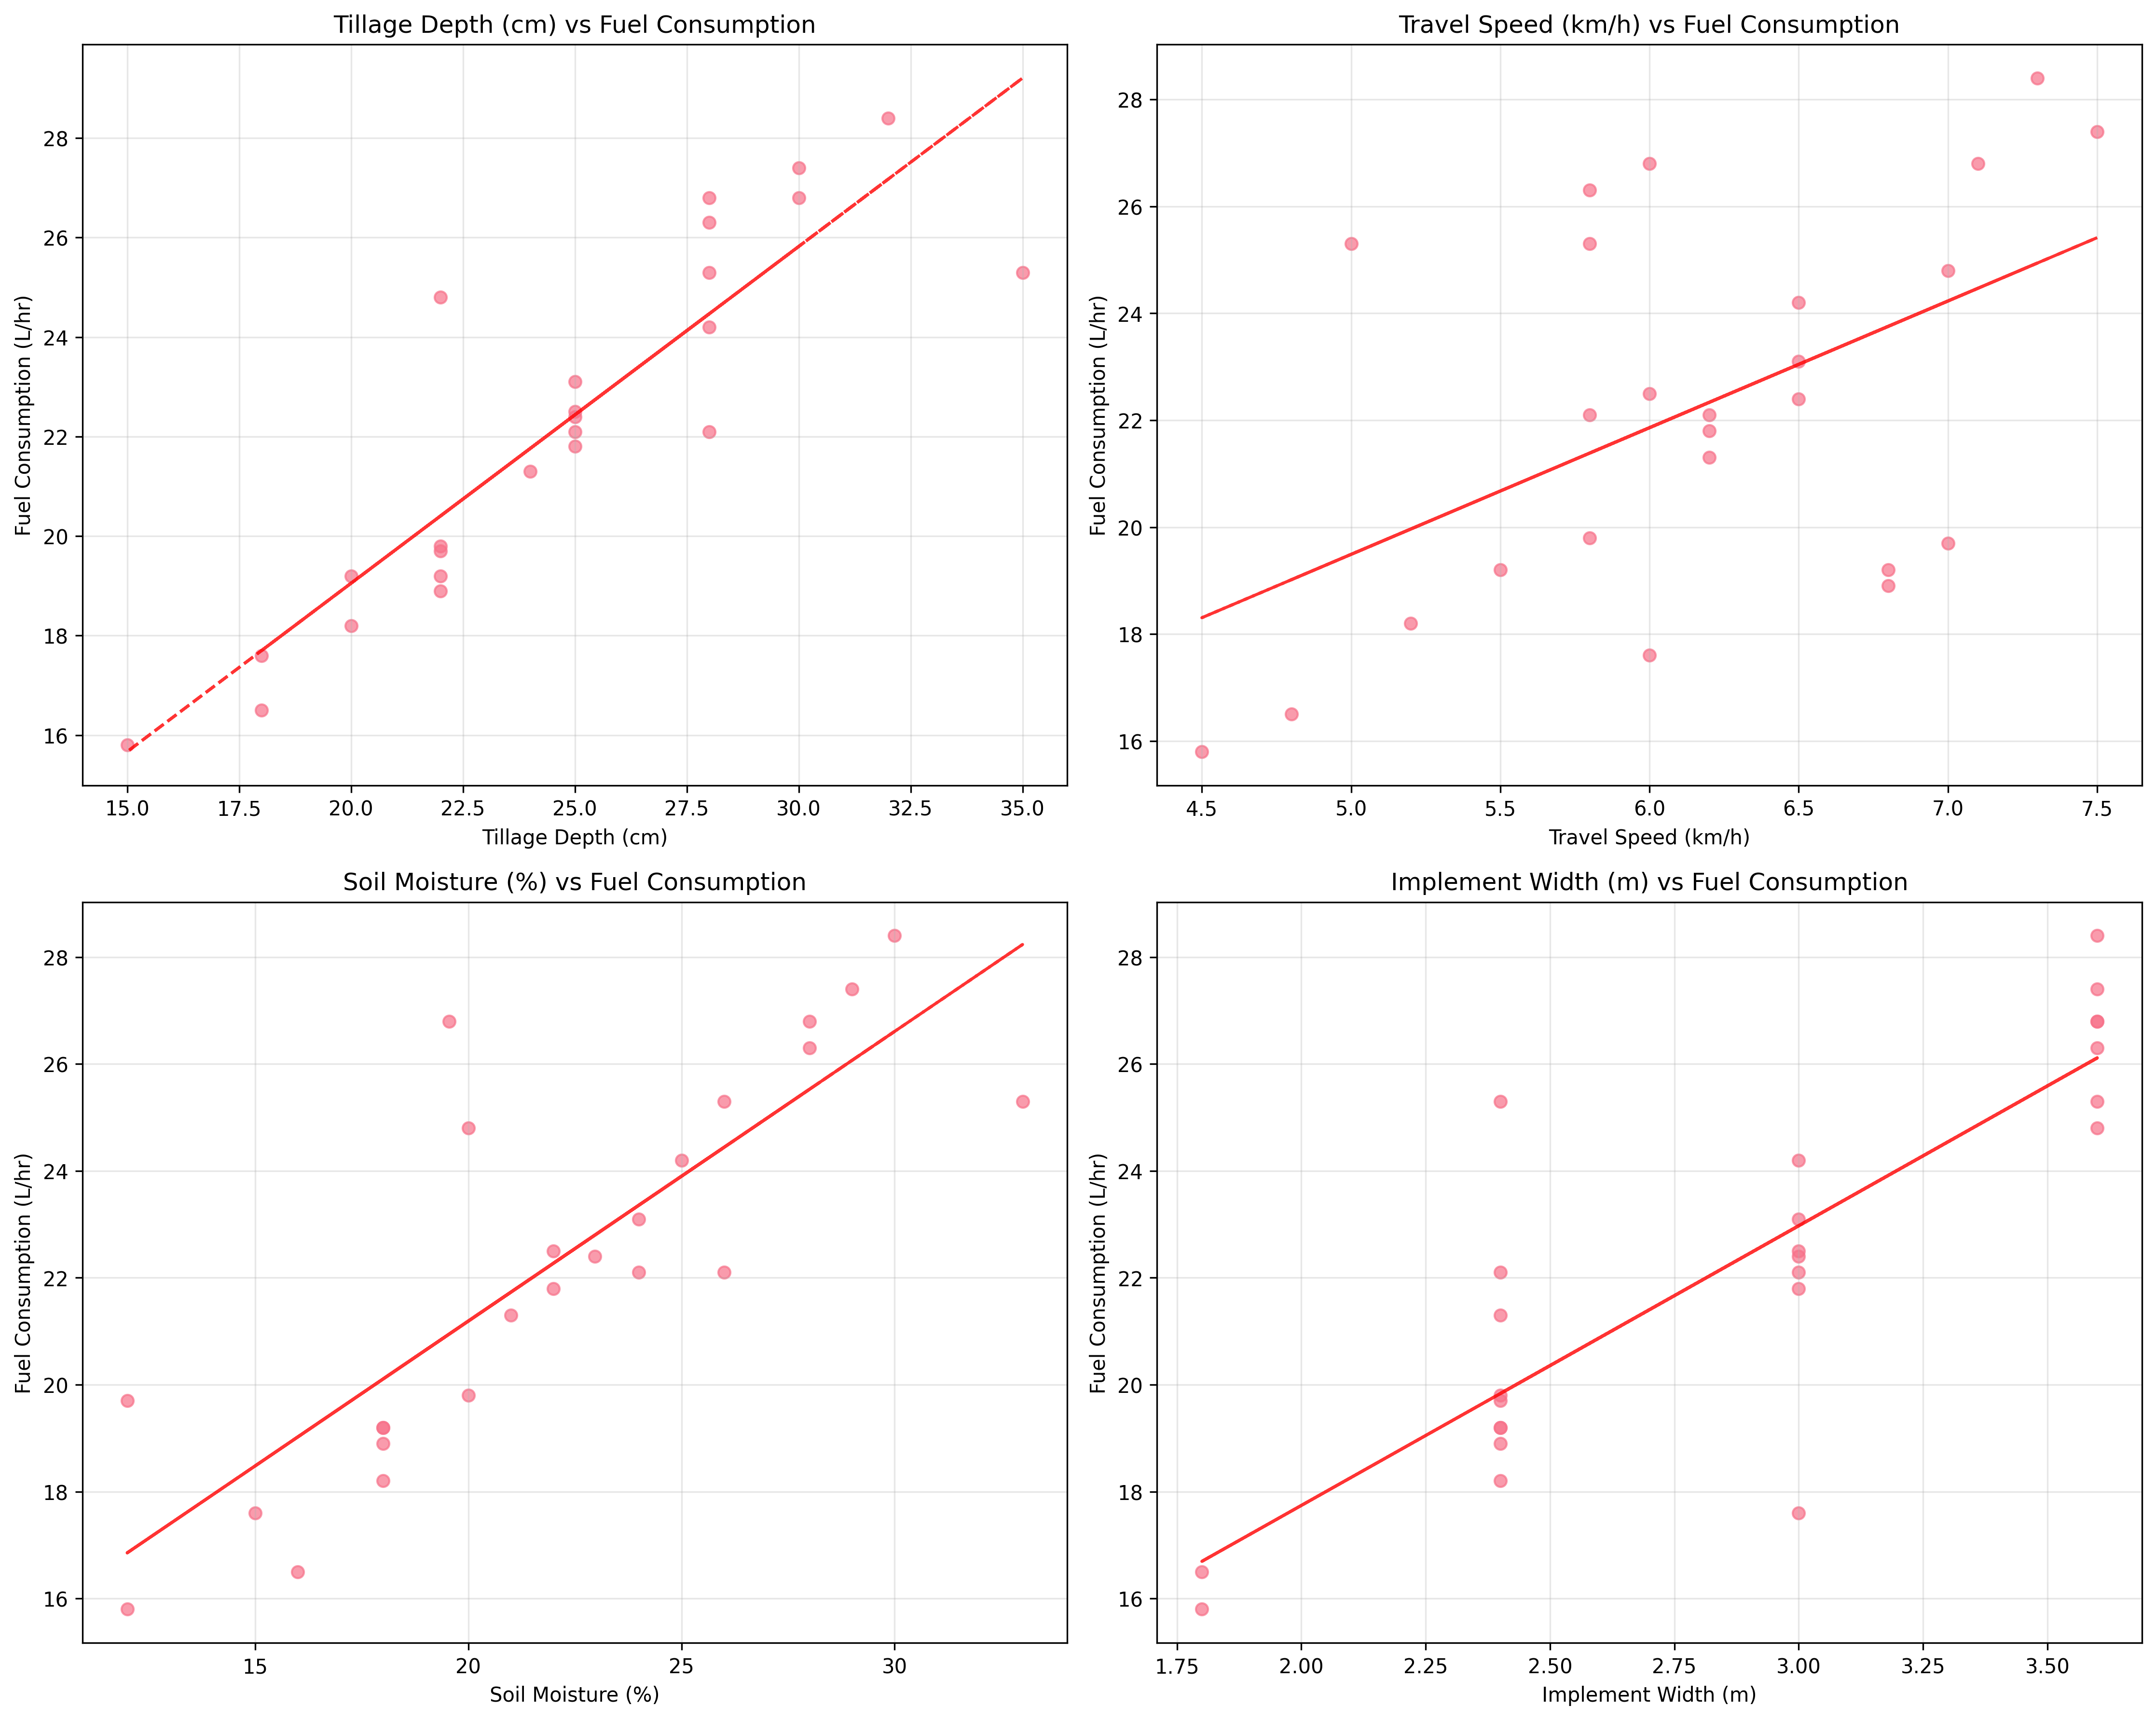 Tillage Depth (cm) vs Fuel Consumption
Fuel Consumption (L/hr)
28
26
24
22
20
18
16
15.0 17.5 20.0 22.5 25.0 27.5 30.0 32.5 35.0
Tillage Depth (cm)
Travel Speed (km/h) vs Fuel Consumption
Fuel Consumption (L/hr)
28
26
24
22
20
18
16
4.5 5.0 5.5 6.0 6.5 7.0 7.5
Travel Speed (km/h)
Soil Moisture (%) vs Fuel Consumption
Fuel Consumption (L/hr)
28
26
24
22
20
18
16
15 20 25 30
Soil Moisture (%)
Implement Width (m) vs Fuel Consumption
Fuel Consumption (L/hr)
28
26
24
22
20
18
16
1.75 2.00 2.25 2.50 2.75 3.00 3.25 3.50
Implement Width (m)